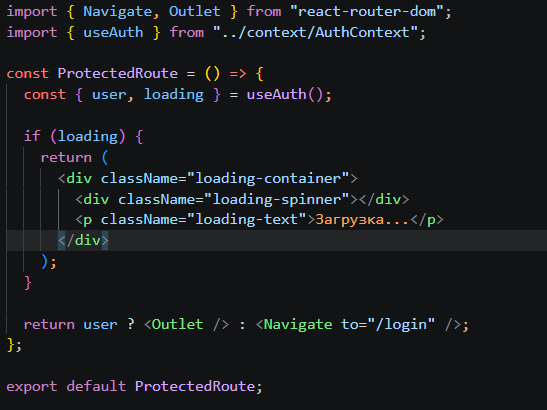 import { Navigate, Outlet } from "react-router-dom";
import { useAuth } from "../context/AuthContext";
const ProtectedRoute = () => {
const { user, loading } = useAuth();
if (loading) {
return (
<div className="loading-container">
<div className="loading-spinner"></div>
<p className="loading-text">Загрузка...</p>
</div>
);
}
return user ? <Outlet /> : <Navigate to="/login" />;
};
export default ProtectedRoute;